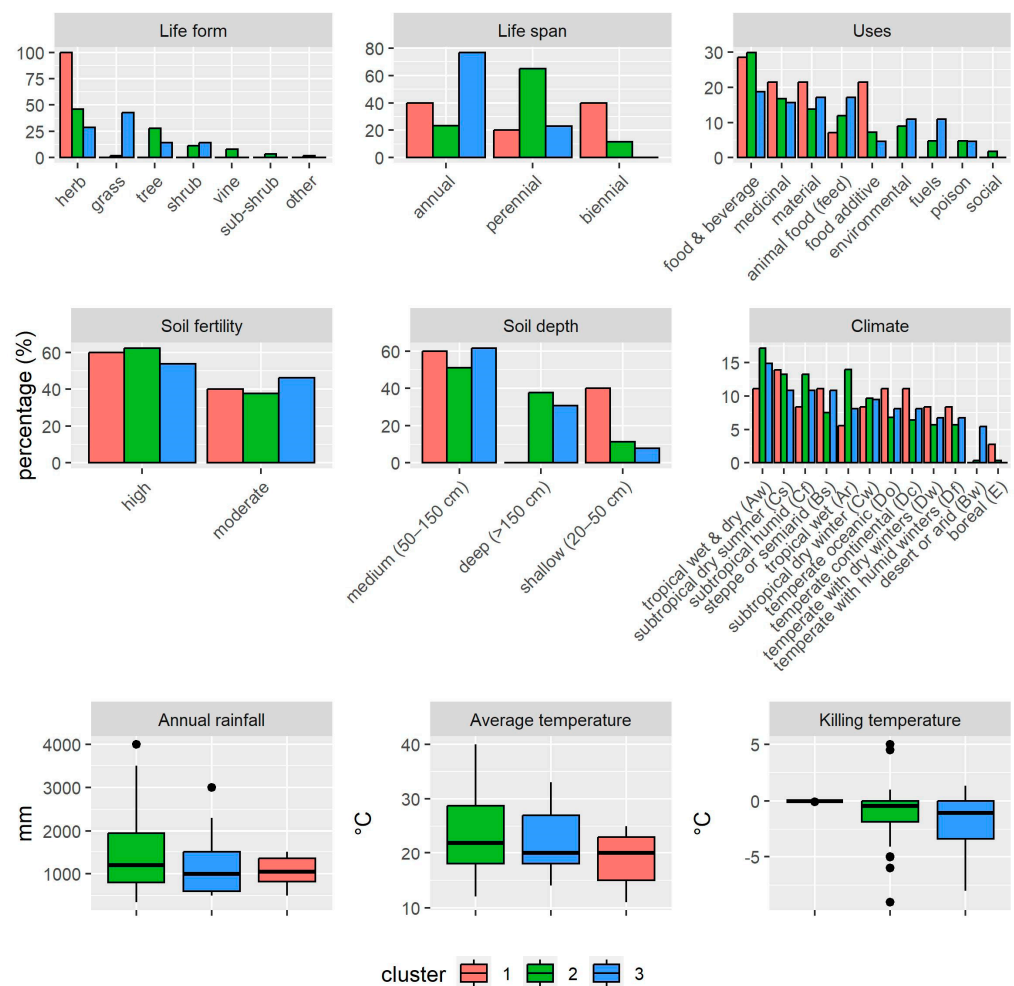 Life form
Life span
Uses
100
75
50
25
0
80
60
40
20
0
30
20
10
0
herb
grass
tree
shrub
vine
sub-shrub
other
annual
perennial
biennial
food & beverage
medicinal
material
animal food (feed)
food additive
environmental
fuels
poison
social
percentage (%)
Soil fertility
Soil depth
Climate
60
40
20
0
60
40
20
0
15
10
5
0
high
moderate
medium (50–150 cm)
deep (>150 cm)
shallow (20–50 cm)
tropical wet & dry (Aw)
subtropical dry summer (Cs)
subtropical humid (Cf)
steppe or semiarid (Bs)
tropical wet (Ar)
subtropical dry winter (Cw)
temperate oceanic (Do)
temperate continental (Dc)
temperate with dry winters (Dw)
temperate with humid winters (Df)
desert or arid (Bw)
boreal (E)
Annual rainfall
Average temperature
Killing temperature
mm
4000
3000
2000
1000
°C
40
30
20
10
°C
5
0
-5
cluster 1 2 3